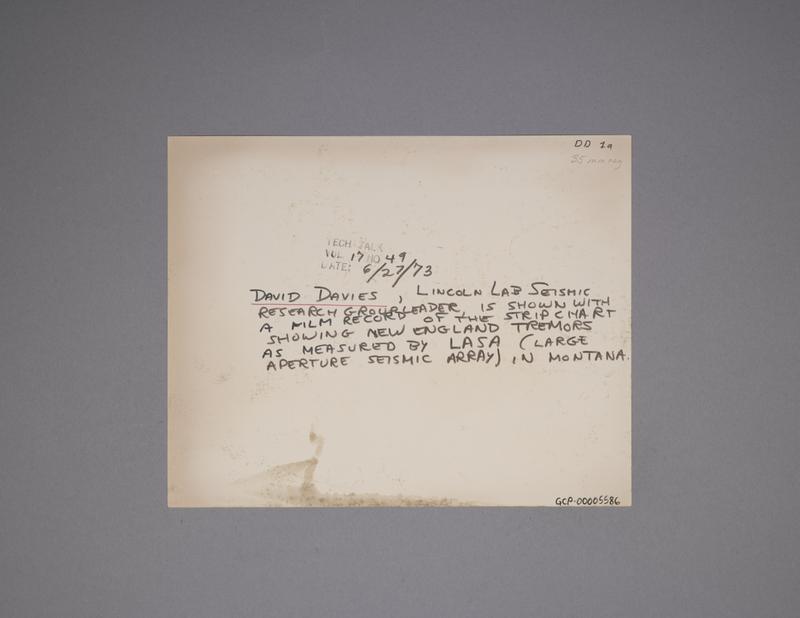 DD 1a
35 mm neg
TECH TALK
VOL 17 NO 49
DATE: 6/27/73
DAVID DAVIES, LINCOLN LAB SEISMIC
RESEARCH GROUP LEADER IS SHOWN WITH
A FILM RECORD OF THE STRIP CHART
SHOWING NEW ENGLAND TREMORS
AS MEASURED BY LASA (LARGE
APERTURE SEISMIC ARRAY) IN MONTANA.
GCP-00005586